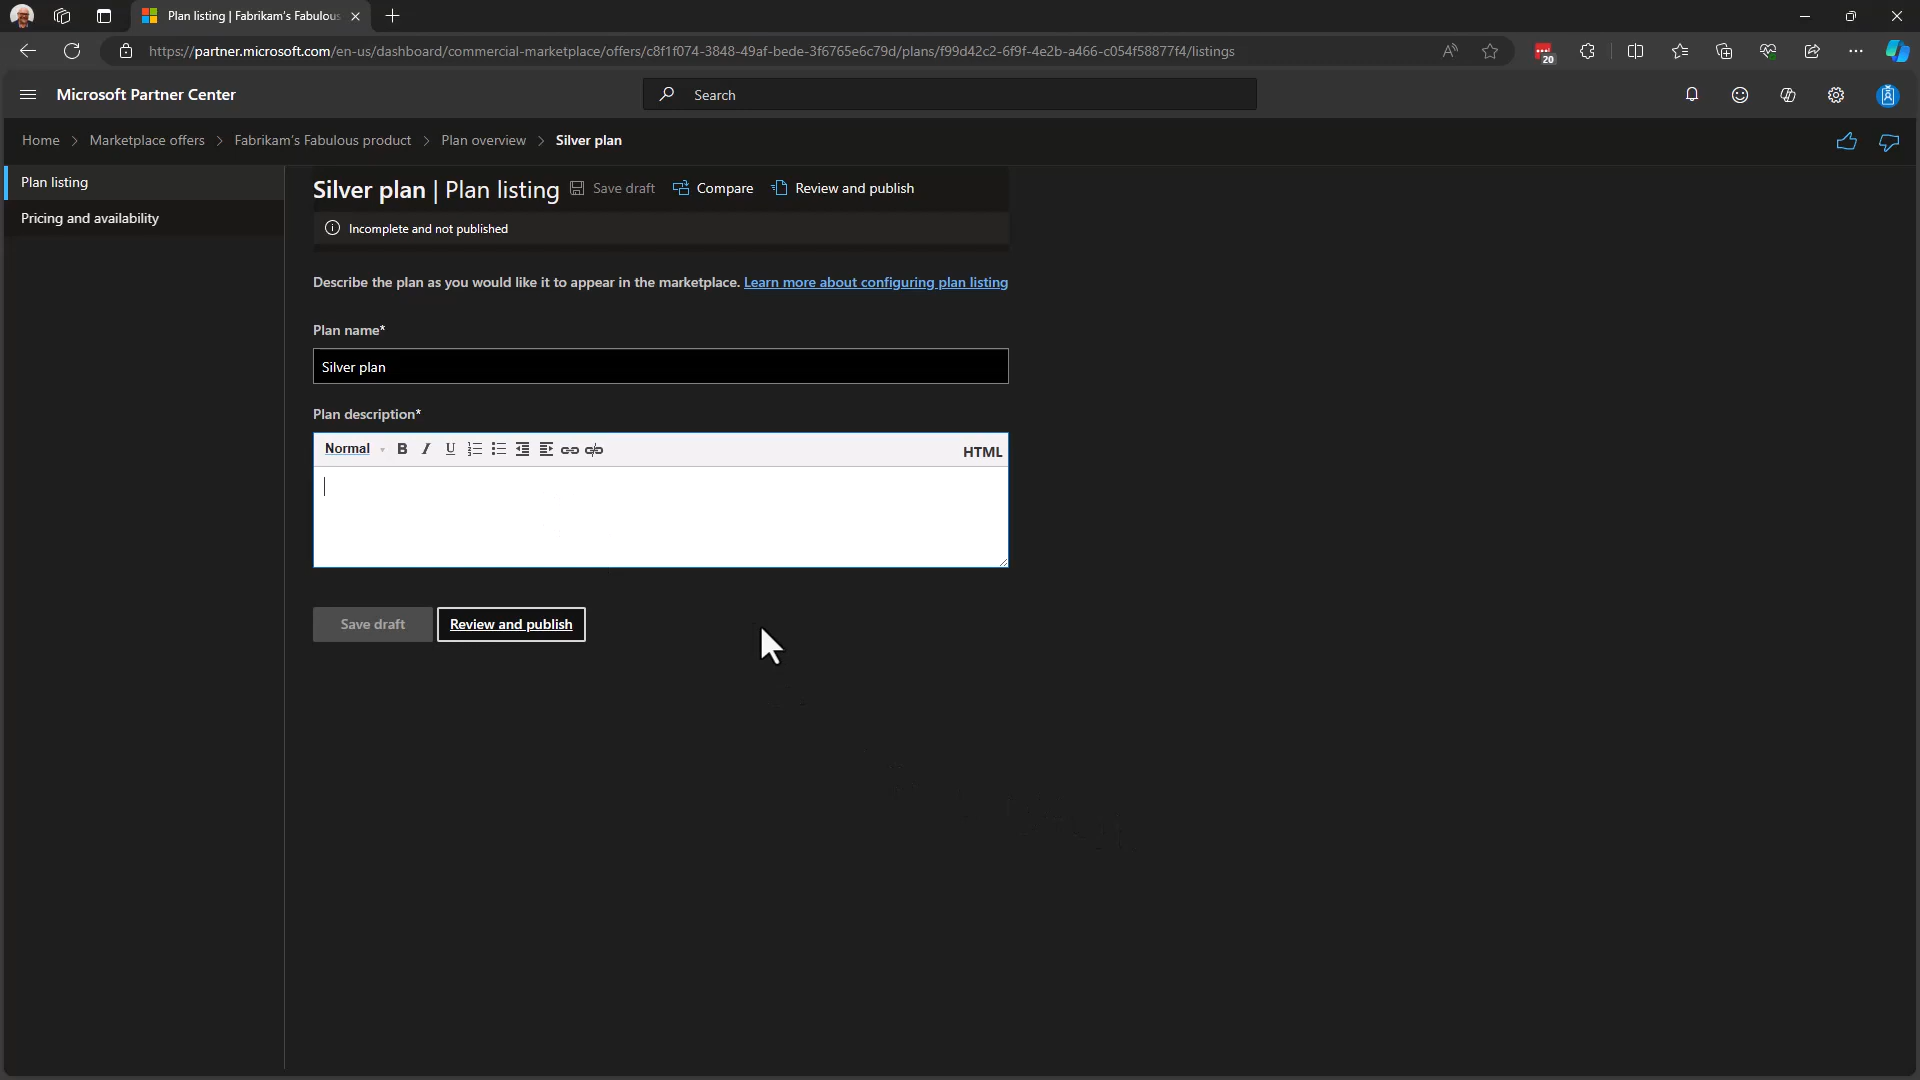 Plan listing | Fabrikam's Fabulous
https://partner.microsoft.com/en-us/dashboard/commercial-marketplace/offers/c8f1f074-3848-49af-bede-3f6765e6c79d/plans/f99d42c2-6f9f-4e2b-a466-c054f58877f4/listings
20
Microsoft Partner Center
Search
Home > Marketplace offers > Fabrikam's Fabulous product > Plan overview > Silver plan
Plan listing
Pricing and availability
Silver plan | Plan listing Save draft Compare Review and publish
Incomplete and not published
Describe the plan as you would like it to appear in the marketplace. Learn more about configuring plan listing
Plan name*
Silver plan
Plan description*
Normal B I U HTML
Save draft Review and publish